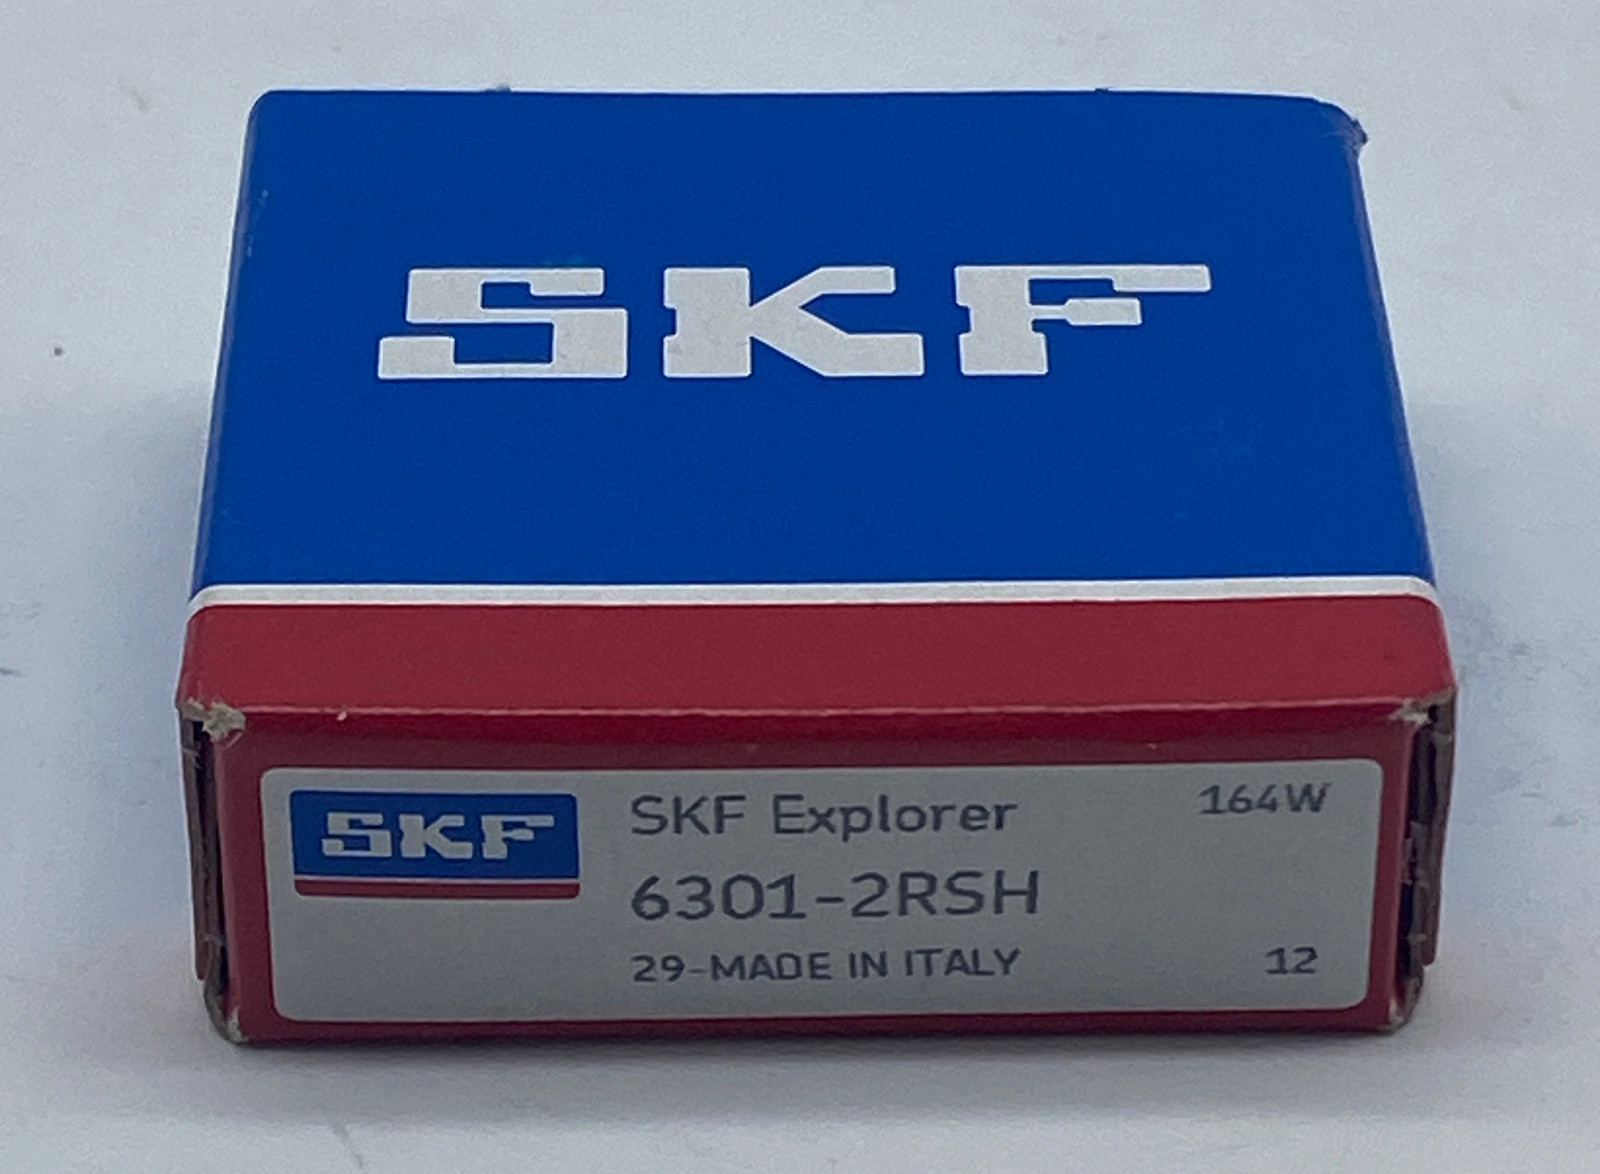 SKF
SKF
SKF Explorer
164W
6301-2RSH
29-MADE IN ITALY
12